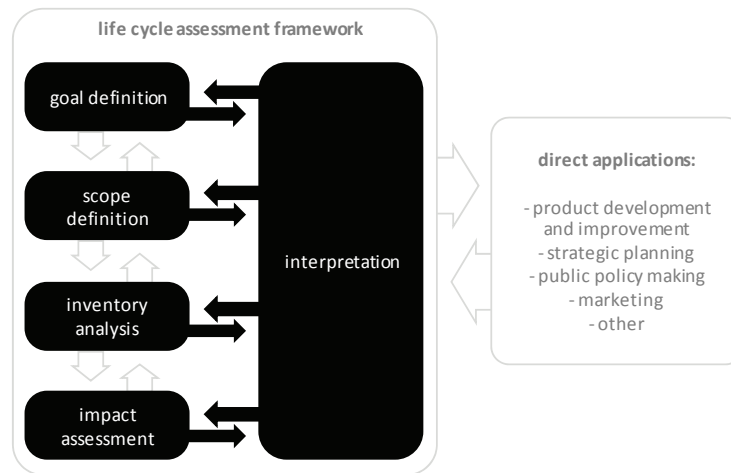 life cycle assessment framework
goal definition
scope
definition
inventory
analysis
impact
assessment
interpretation
direct applications:
- product development
and improvement
- strategic planning
- public policy making
- marketing
- other